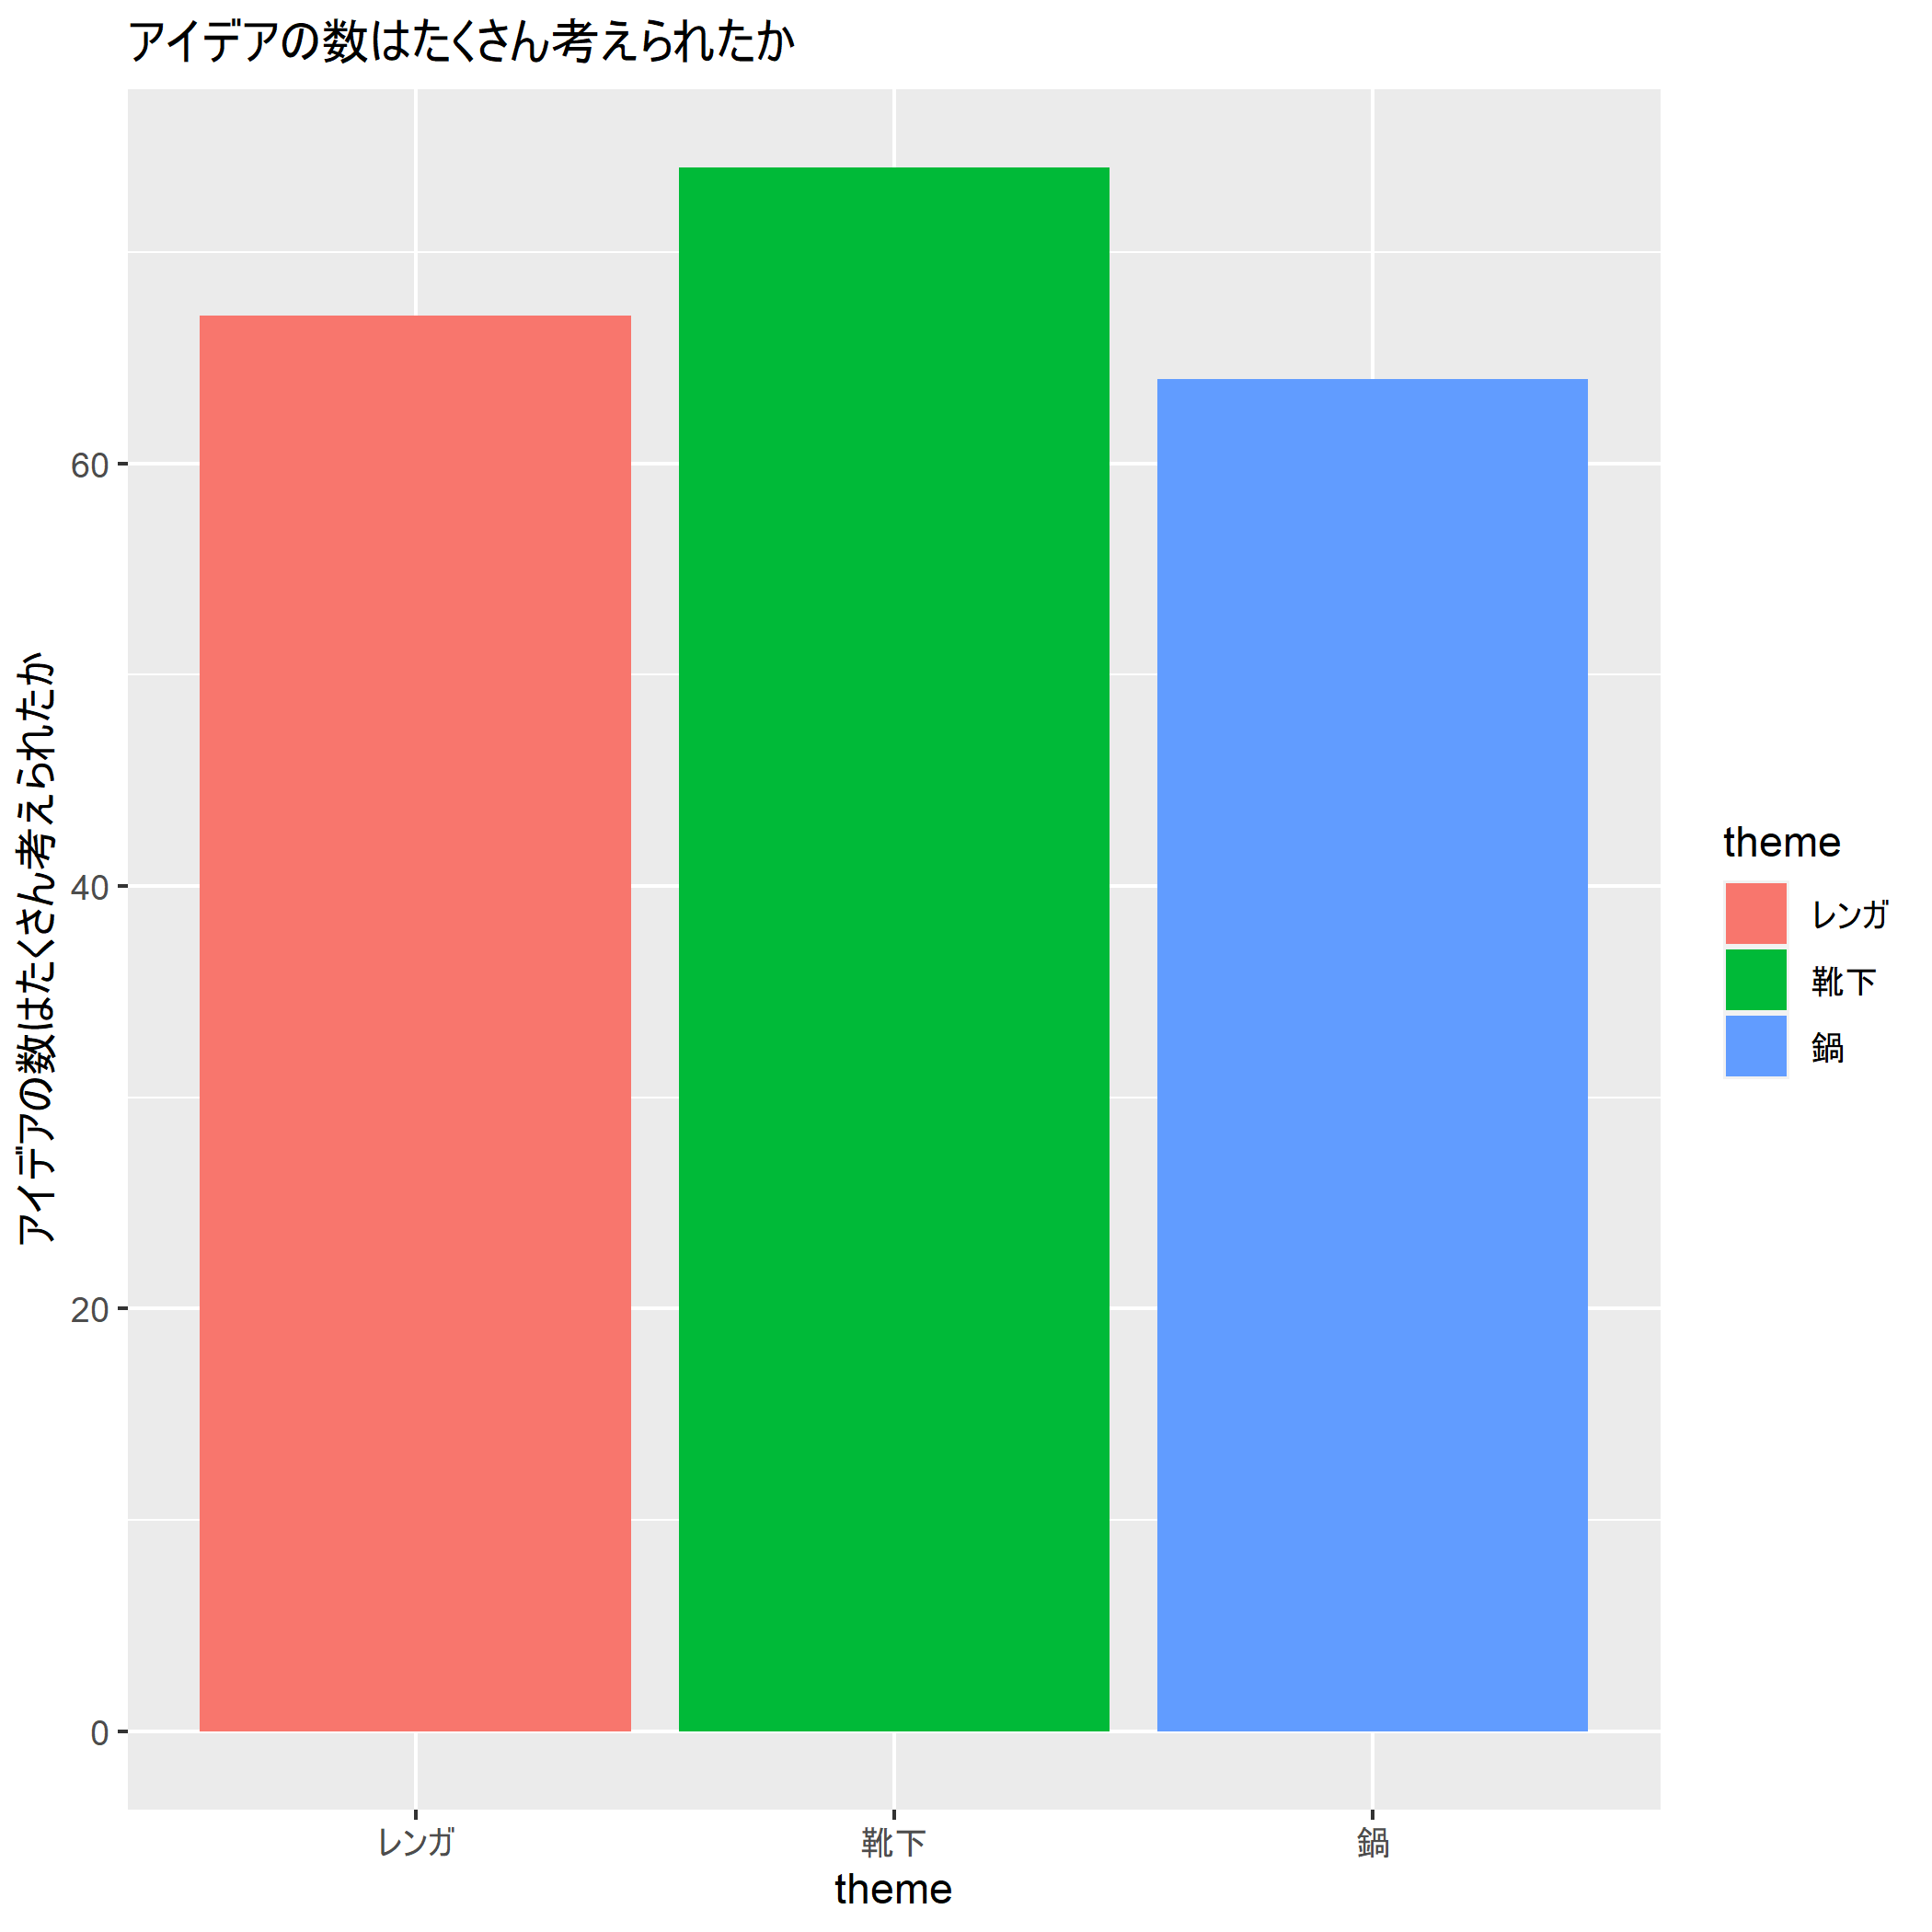 アイデアの数はたくさん考えられたか
アイデアの数はたくさん考えられたか
60
40
20
0
レンガ
靴下
鍋
theme
theme
レンガ
靴下
鍋